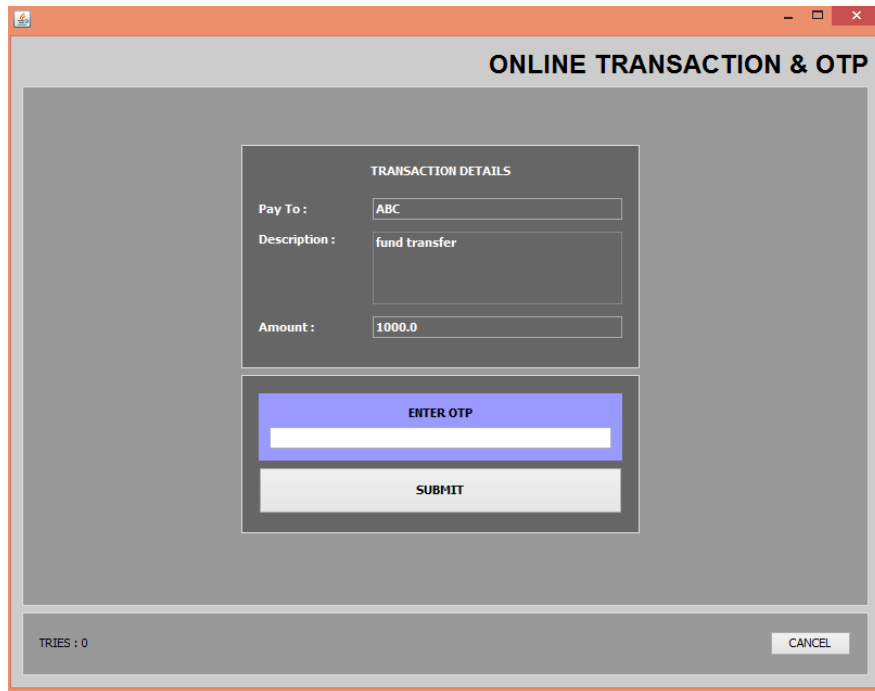 ONLINE TRANSACTION & OTP
TRANSACTION DETAILS
Pay To : ABC
Description : fund transfer
Amount : 1000.0
ENTER OTP
SUBMIT
TRIES : 0 CANCEL